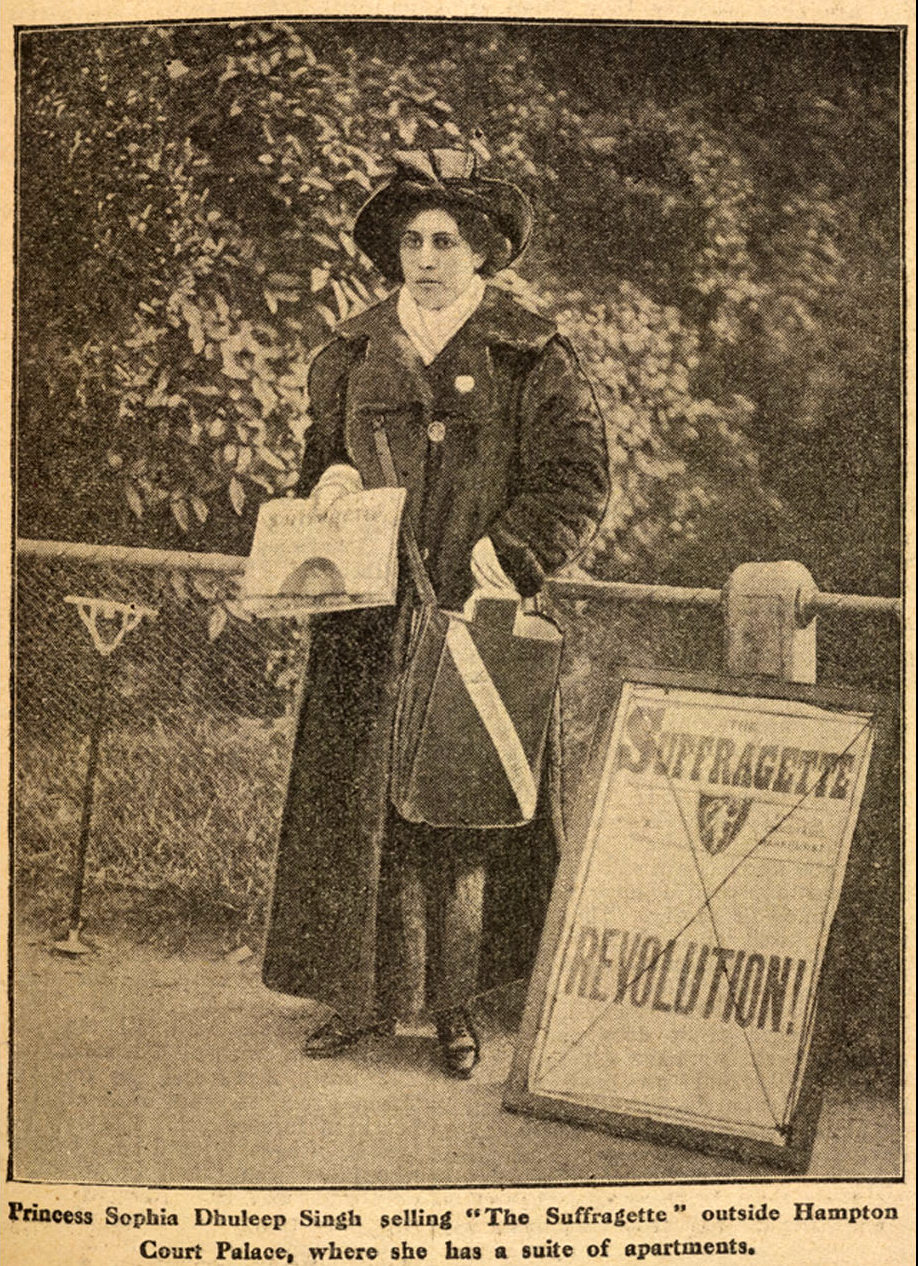 Suffragette
THE
SUFFRAGETTE
REVOLUTION!
Princess Sophia Dhuleep Singh selling “The Suffragette” outside Hampton
Court Palace, where she has a suite of apartments.